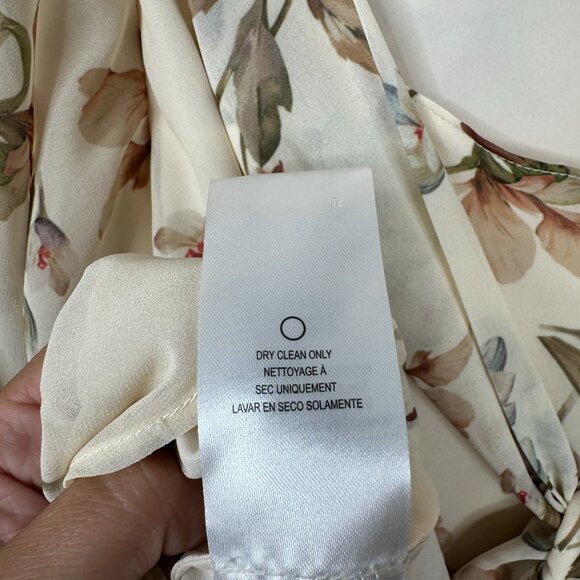 DRY CLEAN ONLY
NETTOYAGE À
SEC UNIQUEMENT
LAVAR EN SECO SOLAMENTE